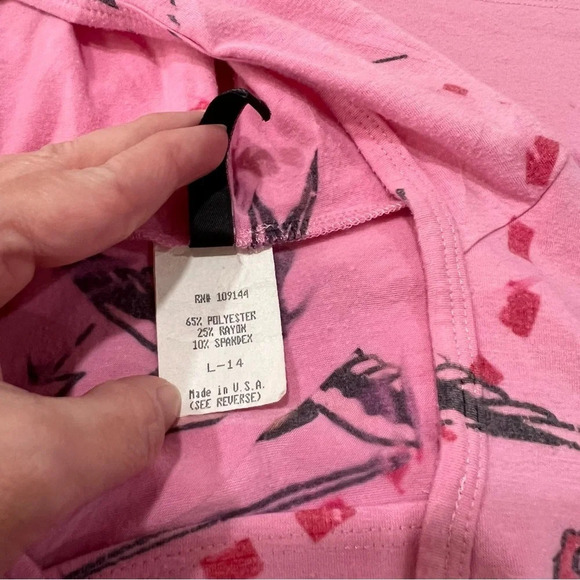 RN# 109144
65% POLYESTER
25% RAYON
10% SPANDEX
L-14
Made in U.S.A.
(SEE REVERSE)